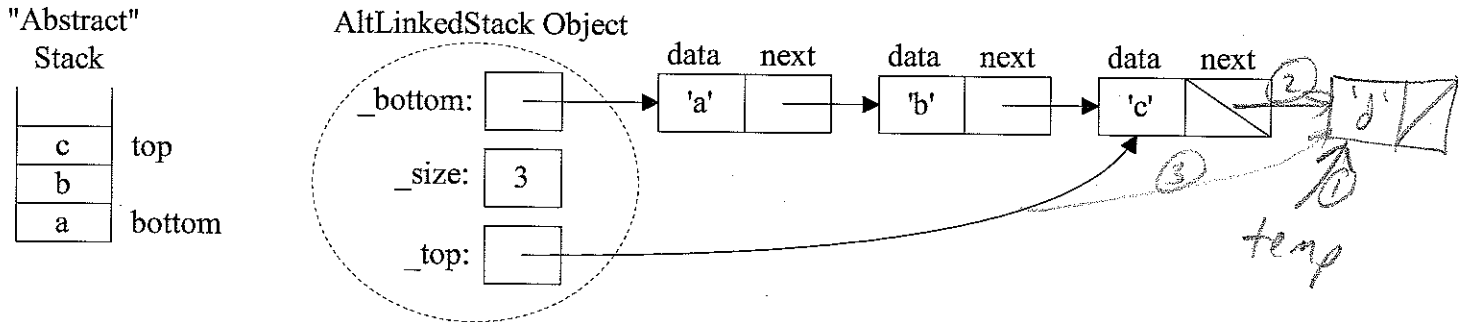 "Abstract"
Stack
c top
b
a bottom
AltLinkedStack Object
_bottom:
_size: 3
_top:
data next
'a'
data next
'b'
data next
'c'
②
'd'
③
①
temp